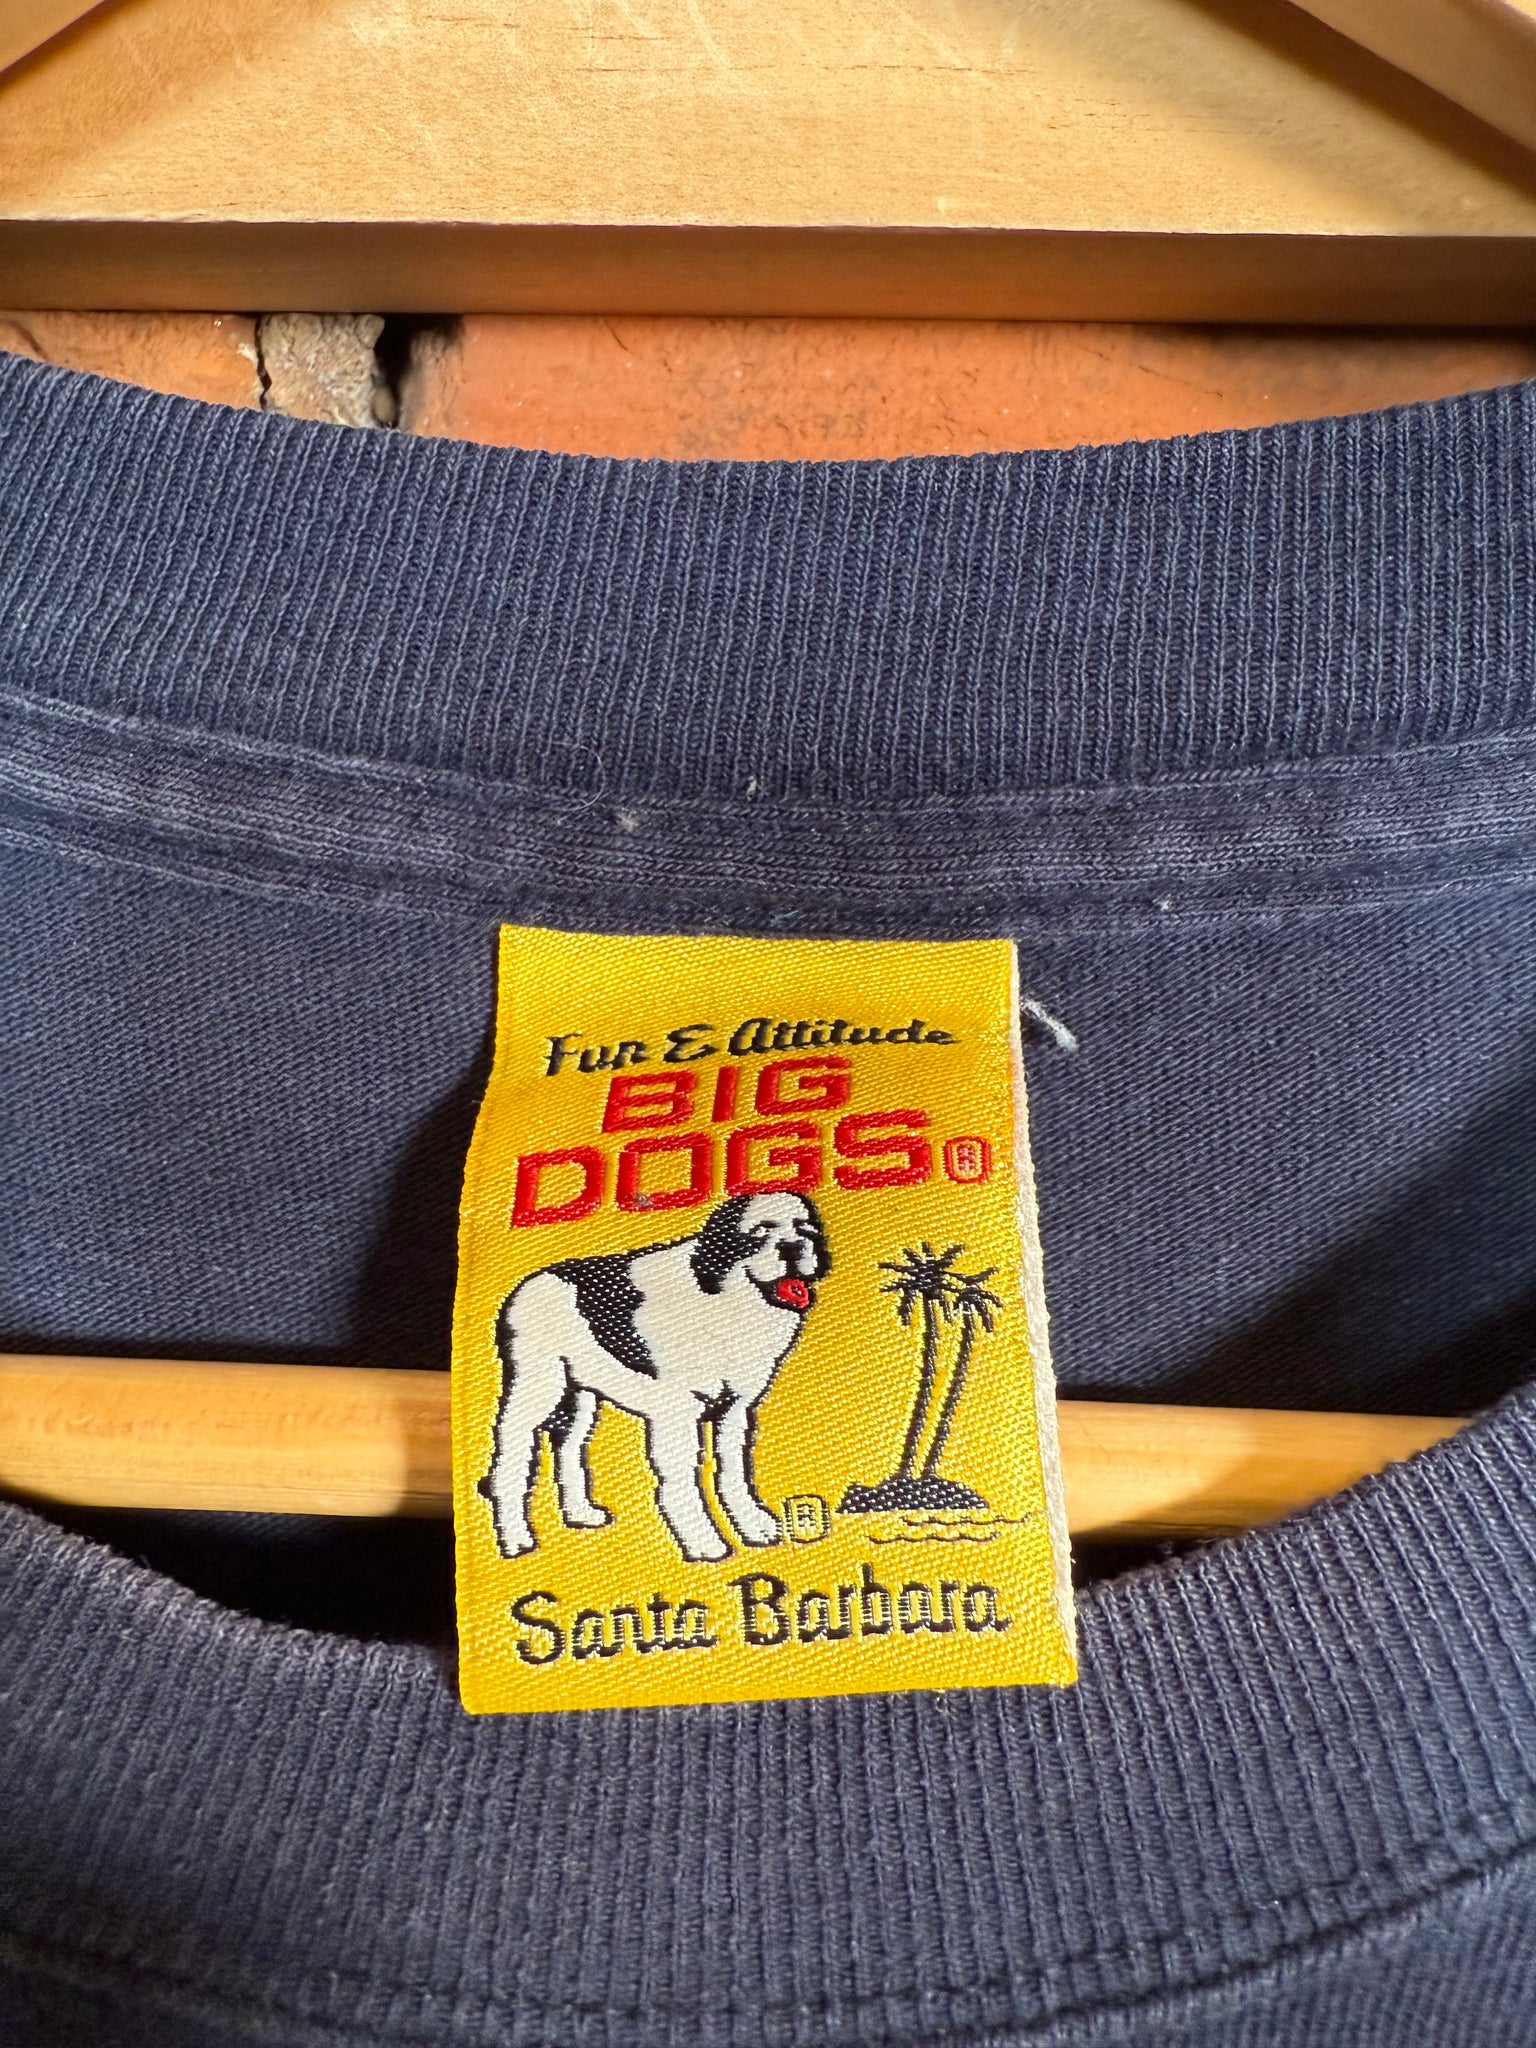 Fun & Attitude
BIG
DOGS®
®
Santa Barbara